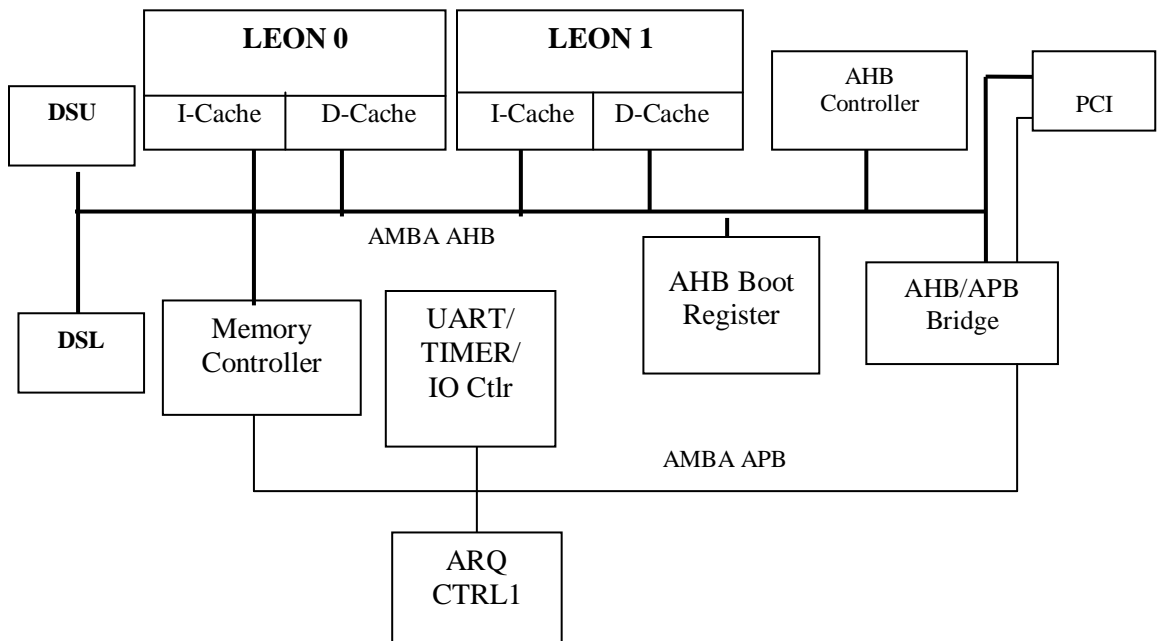 LEON 0
I-Cache
D-Cache
LEON 1
I-Cache
D-Cache
AHB
Controller
PCI
DSU
AMBA AHB
AHB Boot
Register
AHB/APB
Bridge
DSL
Memory
Controller
UART/
TIMER/
IO Ctlr
AMBA APB
ARQ
CTRL1